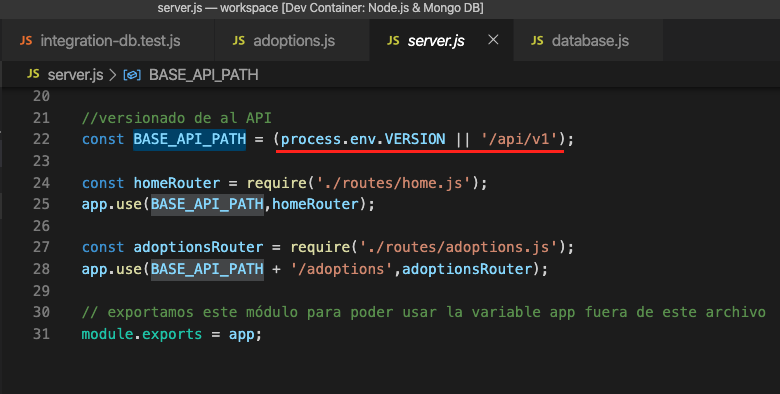 server.js — workspace [Dev Container: Node.js & Mongo DB]
JS integration-db.test.js JS adoptions.js JS server.js × JS database.js
JS server.js > BASE_API_PATH
20
21 //versionado de al API
22 const BASE_API_PATH = (process.env.VERSION || '/api/v1');
23
24 const homeRouter = require('./routes/home.js');
25 app.use(BASE_API_PATH,homeRouter);
26
27 const adoptionsRouter = require('./routes/adoptions.js');
28 app.use(BASE_API_PATH + '/adoptions',adoptionsRouter);
29
30 // exportamos este módulo para poder usar la variable app fuera de este archivo
31 module.exports = app;